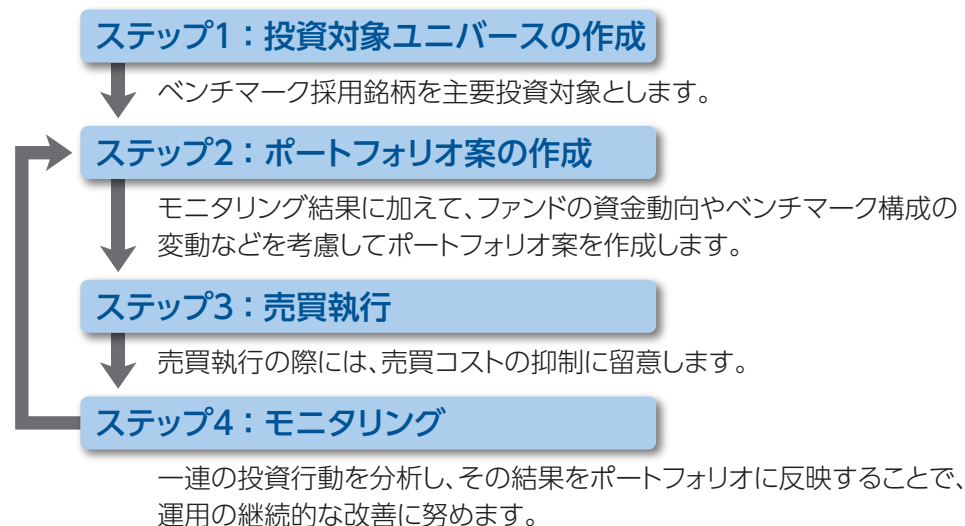 ステップ1：投資対象ユニバースの作成
ベンチマーク採用銘柄を主要投資対象とします。
ステップ2：ポートフォリオ案の作成
モニタリング結果に加えて、ファンドの資金動向やベンチマーク構成の
変動などを考慮してポートフォリオ案を作成します。
ステップ3：売買執行
売買執行の際には、売買コストの抑制に留意します。
ステップ4：モニタリング
一連の投資行動を分析し、その結果をポートフォリオに反映することで、
運用の継続的な改善に努めます。